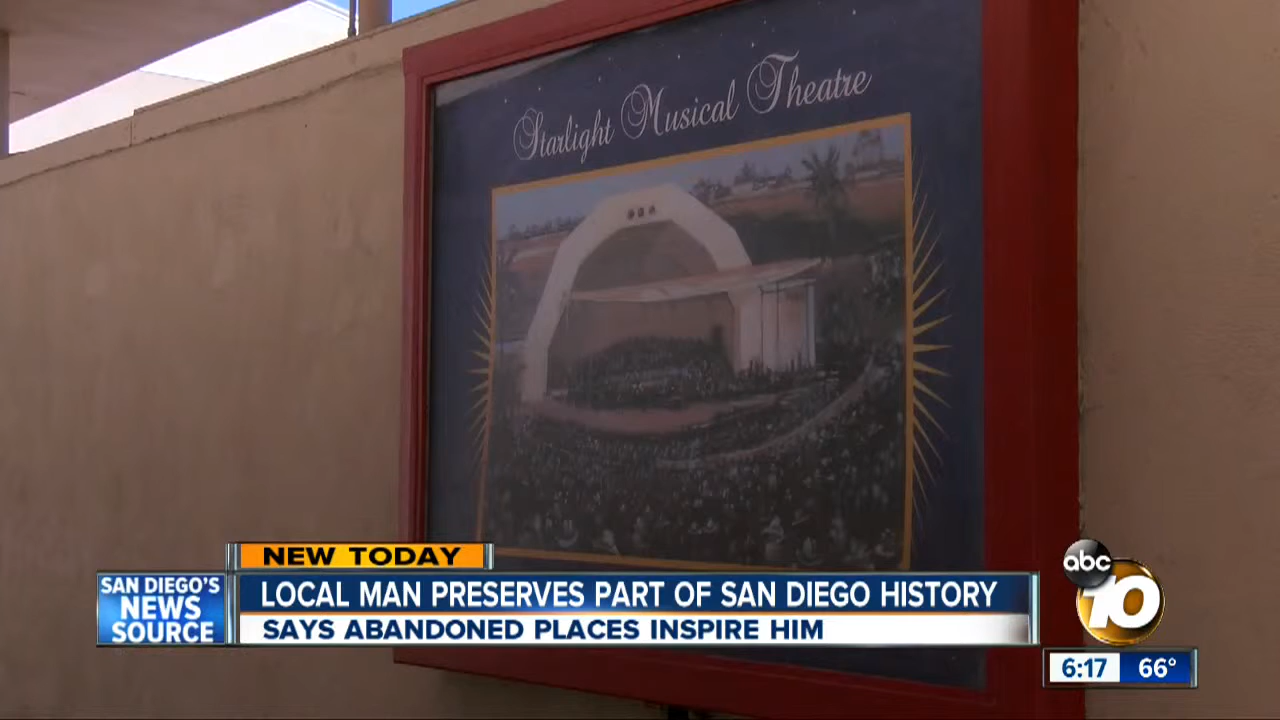 Starlight Musical Theatre
NEW TODAY
SAN DIEGO'S
NEWS
SOURCE
LOCAL MAN PRESERVES PART OF SAN DIEGO HISTORY
SAYS ABANDONED PLACES INSPIRE HIM
abc
10
6:17 66°